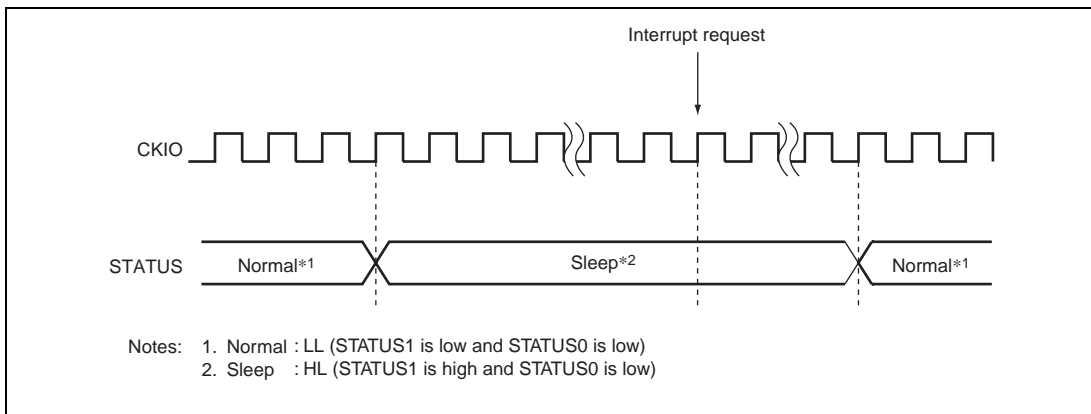 Interrupt request
CKIO
STATUS
Normal*1 Sleep*2 Normal*1
Notes: 1. Normal : LL (STATUS1 is low and STATUS0 is low)
2. Sleep : HL (STATUS1 is high and STATUS0 is low)